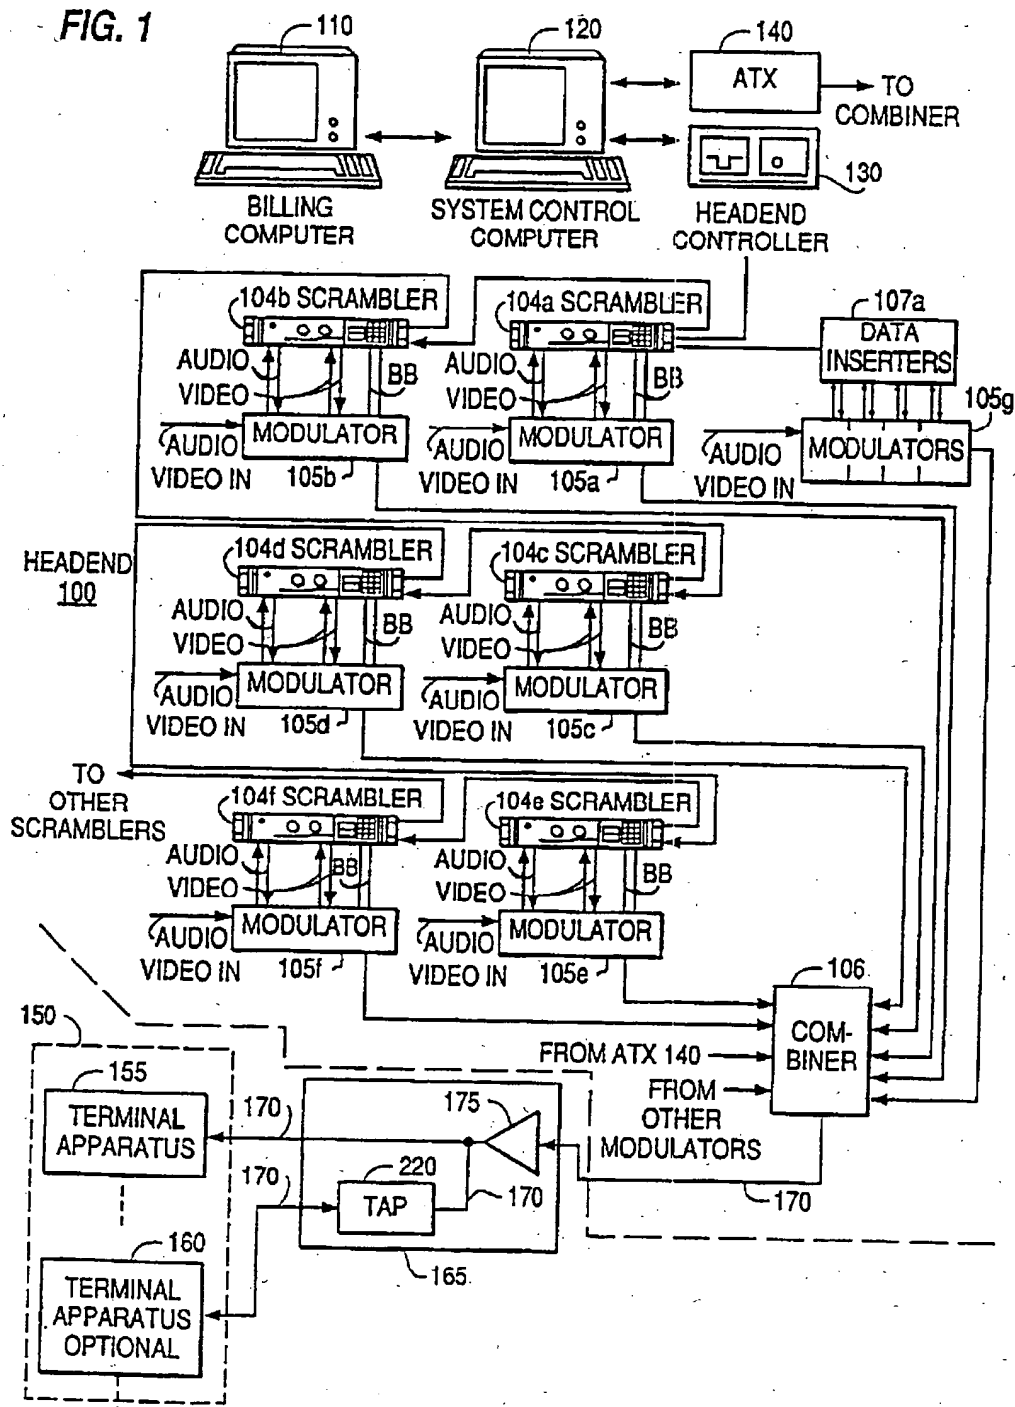 FIG. 1
110
120
140
ATX
TO
COMBINER
130
BILLING
COMPUTER
SYSTEM CONTROL
COMPUTER
HEADEND
CONTROLLER
104b SCRAMBLER
104a SCRAMBLER
107a
DATA
INSERTERS
AUDIO
VIDEO
BB
AUDIO
VIDEO
BB
105g
MODULATOR
MODULATOR
MODULATORS
AUDIO
VIDEO IN
105b
AUDIO
VIDEO IN
105a
AUDIO
VIDEO IN
HEADEND
100
104d SCRAMBLER
104c SCRAMBLER
AUDIO
VIDEO
BB
AUDIO
VIDEO
BB
MODULATOR
MODULATOR
AUDIO
VIDEO IN
105d
AUDIO
VIDEO IN
105c
TO
OTHER
SCRAMBLERS
104f SCRAMBLER
104e SCRAMBLER
AUDIO
VIDEO
BB
AUDIO
VIDEO
BB
MODULATOR
MODULATOR
AUDIO
VIDEO IN
105f
AUDIO
VIDEO IN
105e
106
COM-
BINER
FROM ATX 140
FROM
OTHER
MODULATORS
150
155
TERMINAL
APPARATUS
170
175
170
220
TAP
170
170
165
160
TERMINAL
APPARATUS
OPTIONAL